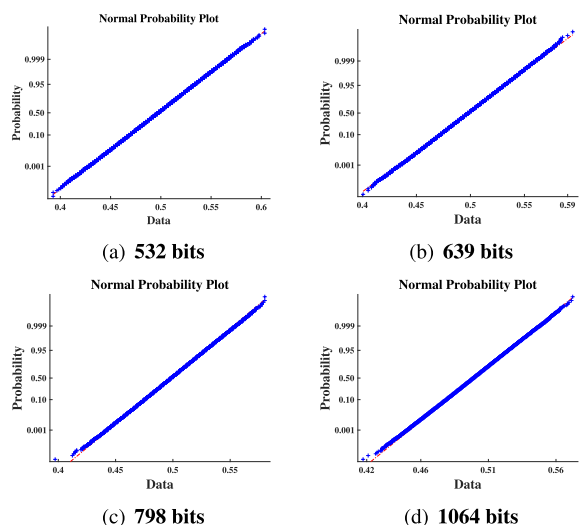 Normal Probability Plot
Probability
0.999
0.95
0.50
0.10
0.001
0.4 0.45 0.5 0.55 0.6
Data
(a) 532 bits
Normal Probability Plot
Probability
0.999
0.95
0.50
0.10
0.001
0.4 0.45 0.5 0.55 0.59
Data
(b) 639 bits
Normal Probability Plot
Probability
0.999
0.95
0.50
0.10
0.001
0.4 0.45 0.5 0.55
Data
(c) 798 bits
Normal Probability Plot
Probability
0.999
0.95
0.50
0.10
0.001
0.42 0.46 0.51 0.56
Data
(d) 1064 bits